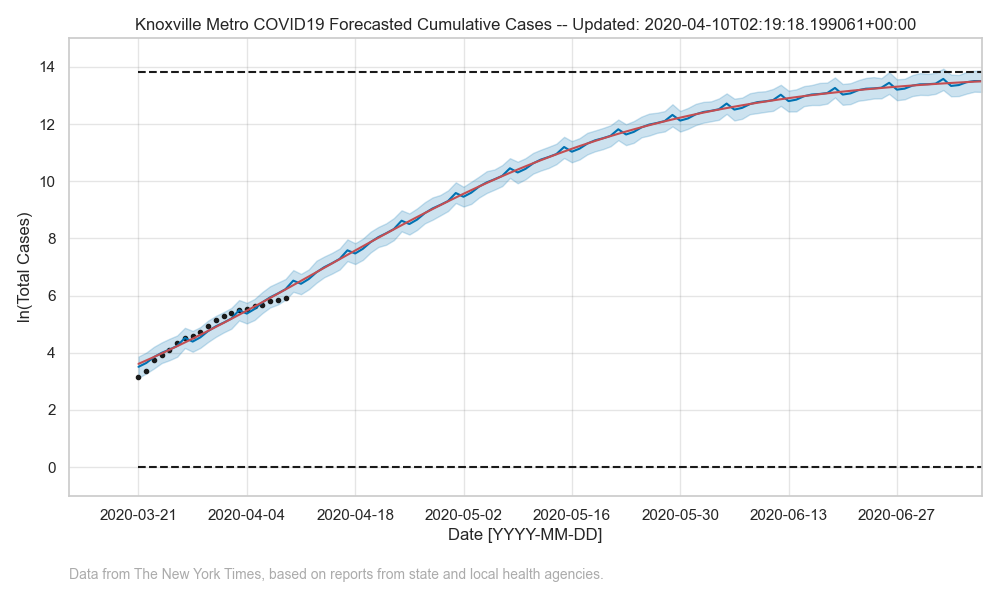 Knoxville Metro COVID19 Forecasted Cumulative Cases -- Updated: 2020-04-10T02:19:18.199061+00:00
ln(Total Cases)
14
12
10
8
6
4
2
0
2020-03-21 2020-04-04 2020-04-18 2020-05-02 2020-05-16 2020-05-30 2020-06-13 2020-06-27
Date [YYYY-MM-DD]
Data from The New York Times, based on reports from state and local health agencies.